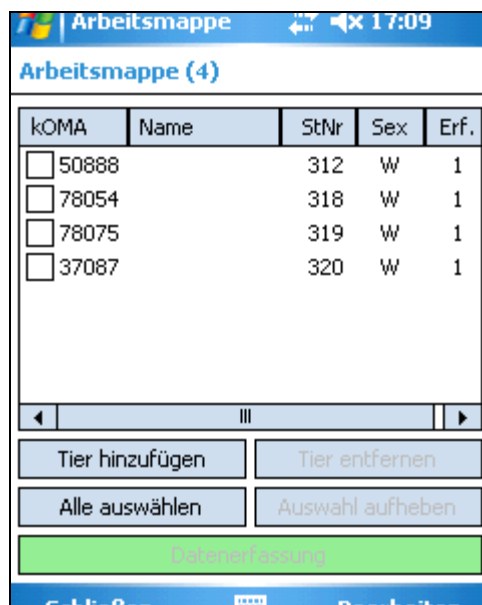 Arbeitsmappe 17:09
Arbeitsmappe (4)
kOMA Name StNr Sex Erf.
50888 312 W 1
78054 318 W 1
78075 319 W 1
37087 320 W 1
Tier hinzufügen Tier entfernen
Alle auswählen Auswahl aufheben
Datenerfassung